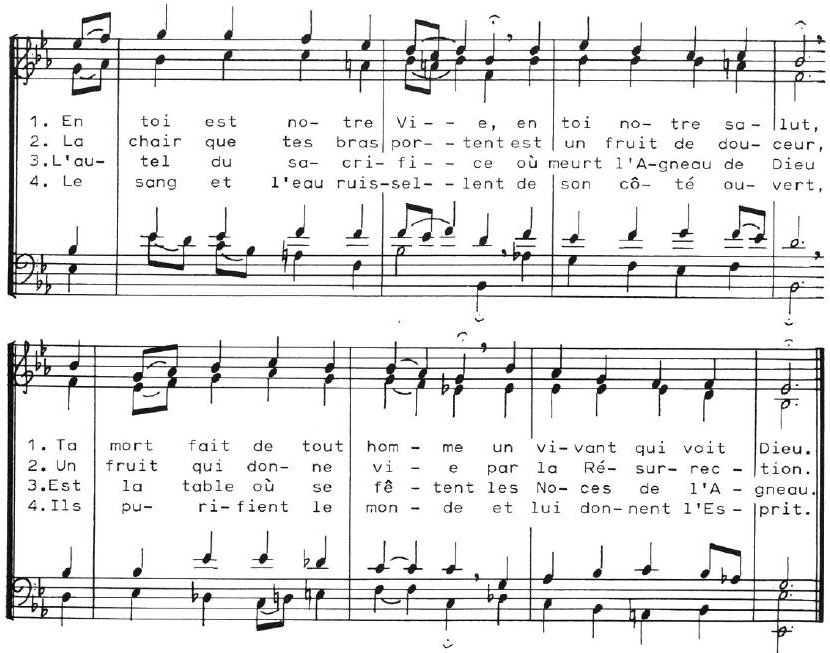 1. En toi est no- tre Vi- - e, en toi no- tre sa- lut,
2. La chair que tes bras por- - tent est un fruit de dou- ceur,
3.L'au- tel du sa- cri- fi- - ce où meurt l'A-gneau de Dieu
4. Le sang et l'eau ruis-sel- - lent de son cô- té ou- vert,
1. Ta mort fait de tout hom - me un vi-vant qui voit Dieu.
2. Un fruit qui don- ne vi - e par la Ré- sur- rec - tion.
3.Est la table où se fê - tent les No- ces de l'A - gneau.
4.Ils pu- ri-fient le mon - de et lui don-nent l'Es - prit.